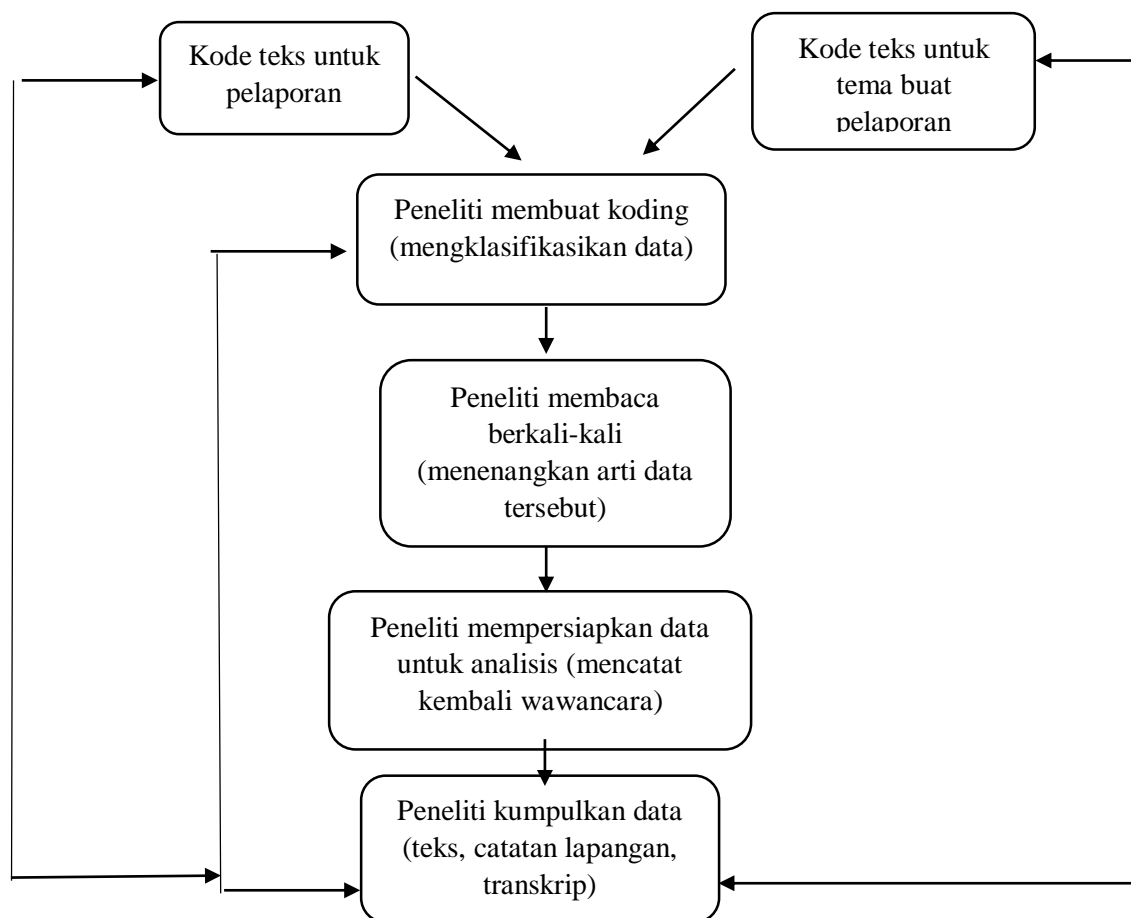 Kode teks untuk
pelaporan
Kode teks untuk
tema buat
pelaporan
Peneliti membuat koding
(mengklasifikasikan data)
Peneliti membaca
berkali-kali
(menenangkan arti data
tersebut)
Peneliti mempersiapkan data
untuk analisis (mencatat
kembali wawancara)
Peneliti kumpulkan data
(teks, catatan lapangan,
transkrip)